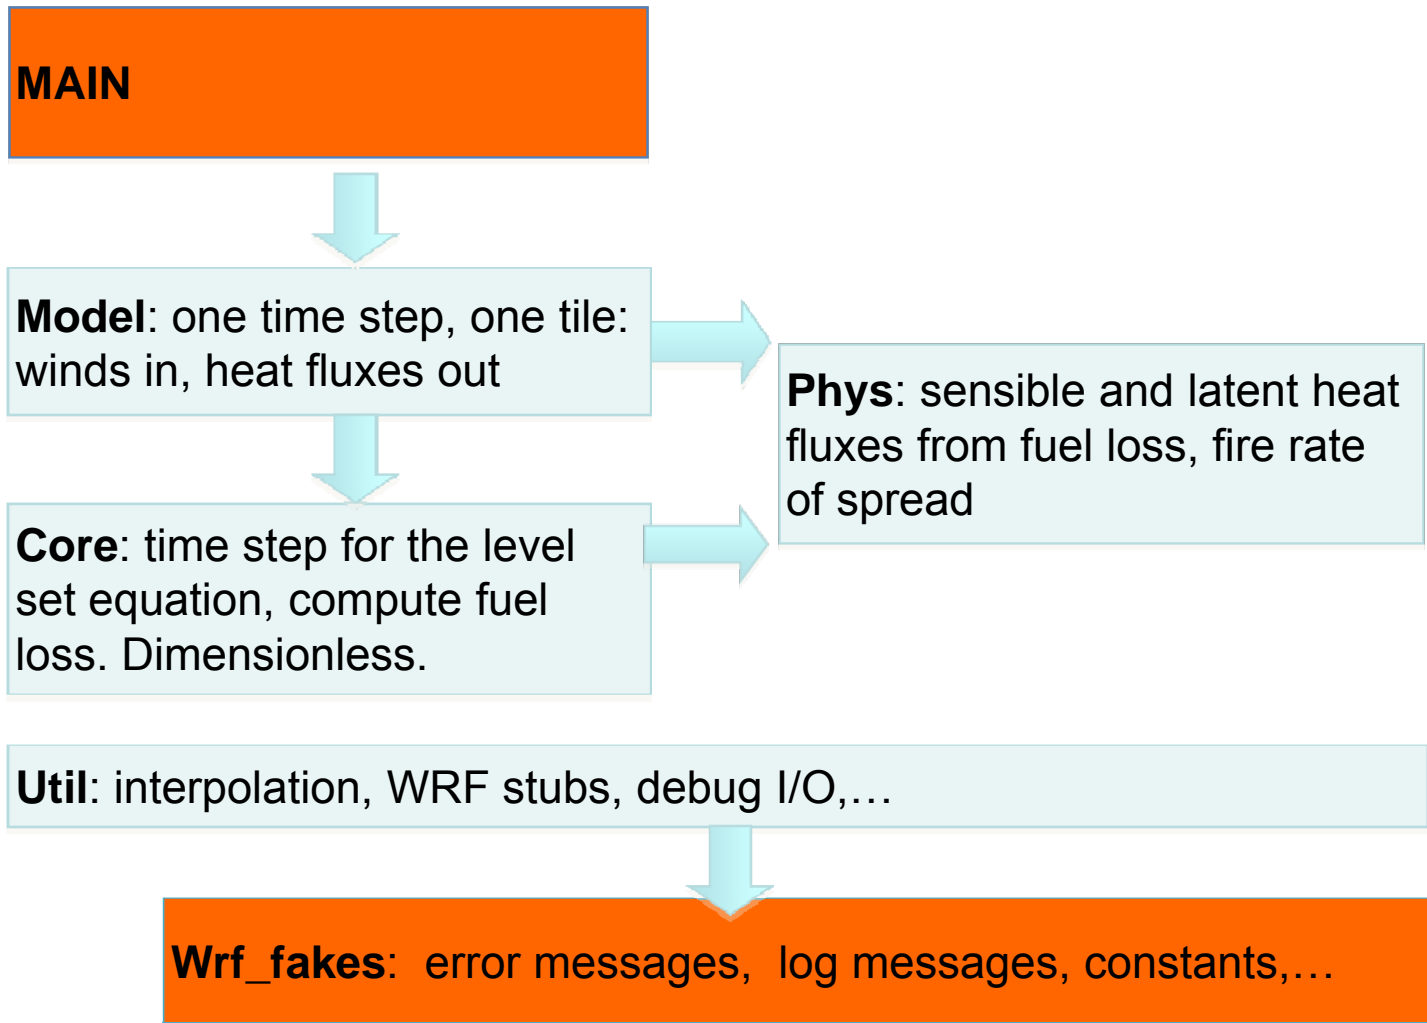 MAIN
Model: one time step, one tile:
winds in, heat fluxes out
Phys: sensible and latent heat
fluxes from fuel loss, fire rate
of spread
Core: time step for the level
set equation, compute fuel
loss. Dimensionless.
Util: interpolation, WRF stubs, debug I/O,…
Wrf_fakes:  error messages,  log messages, constants,…